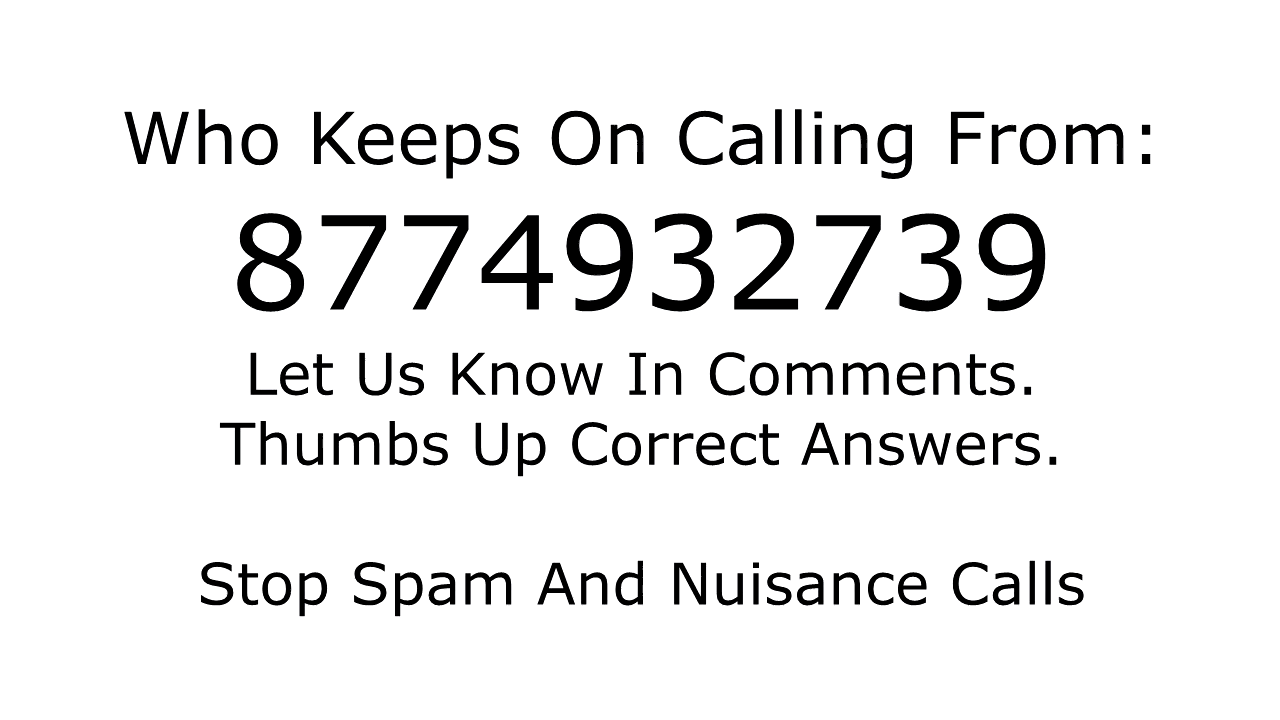 Who Keeps On Calling From:
8774932739
Let Us Know In Comments.
Thumbs Up Correct Answers.
Stop Spam And Nuisance Calls